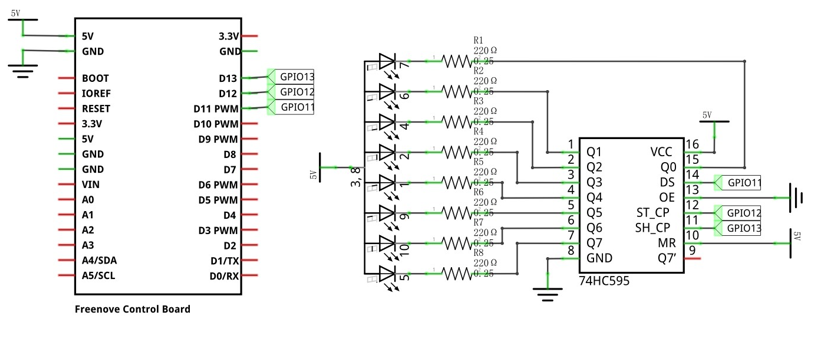 5V
5V
GND
BOOT
IOREF
RESET
3.3V
5V
GND
GND
VIN
A0
A1
A2
A3
A4/SDA
A5/SCL
3.3V
GND
D13
D12
D11 PWM
D10 PWM
D9 PWM
D8
D7
D6 PWM
D5 PWM
D4
D3 PWM
D2
D1/TX
D0/RX
GPIO13
GPIO12
GPIO11
Freenove Control Board
5V
3, 8
7
6
4
2
1
9
10
5
R1
220 Ω
0.25
R2
220 Ω
0.25
R3
220 Ω
0.25
R4
220 Ω
0.25
R5
220 Ω
0.25
R6
220 Ω
0.25
R7
220 Ω
0.25
R8
220 Ω
0.25
1 Q1
2 Q2
3 Q3
4 Q4
5 Q5
6 Q6
7 Q7
8 GND
VCC 16
Q0 15
DS 14
OE 13
ST_CP 12
SH_CP 11
MR 10
Q7' 9
74HC595
5V
GPIO11
GPIO12
GPIO13
5V